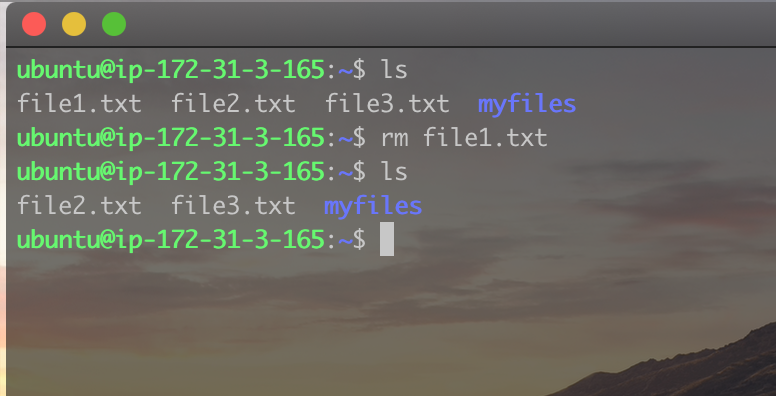 ubuntu@ip-172-31-3-165:~$ ls
file1.txt  file2.txt  file3.txt  myfiles
ubuntu@ip-172-31-3-165:~$ rm file1.txt
ubuntu@ip-172-31-3-165:~$ ls
file2.txt  file3.txt  myfiles
ubuntu@ip-172-31-3-165:~$